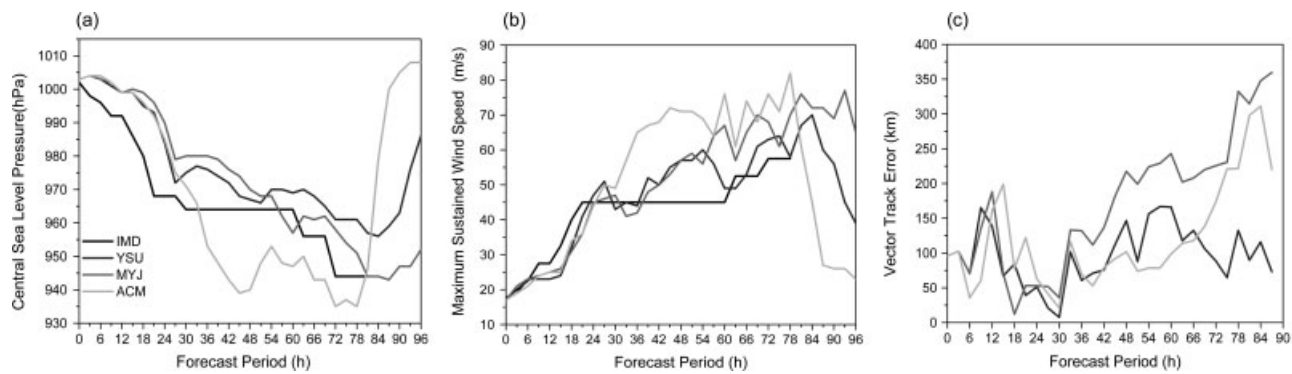 (a)
Central Sea Level Pressure(hPa)
1010
1000
990
980
970
960
950
940
930
IMD
YSU
MYJ
ACM
0 6 12 18 24 30 36 42 48 54 60 66 72 78 84 90 96
Forecast Period (h)
(b)
Maximum Sustained Wind Speed (m/s)
90
80
70
60
50
40
30
20
10
0 6 12 18 24 30 36 42 48 54 60 66 72 78 84 90 96
Forecast Period (h)
(c)
Vector Track Error (km)
400
350
300
250
200
150
100
50
0
0 6 12 18 24 30 36 42 48 54 60 66 72 78 84 90
Forecast Period (h)